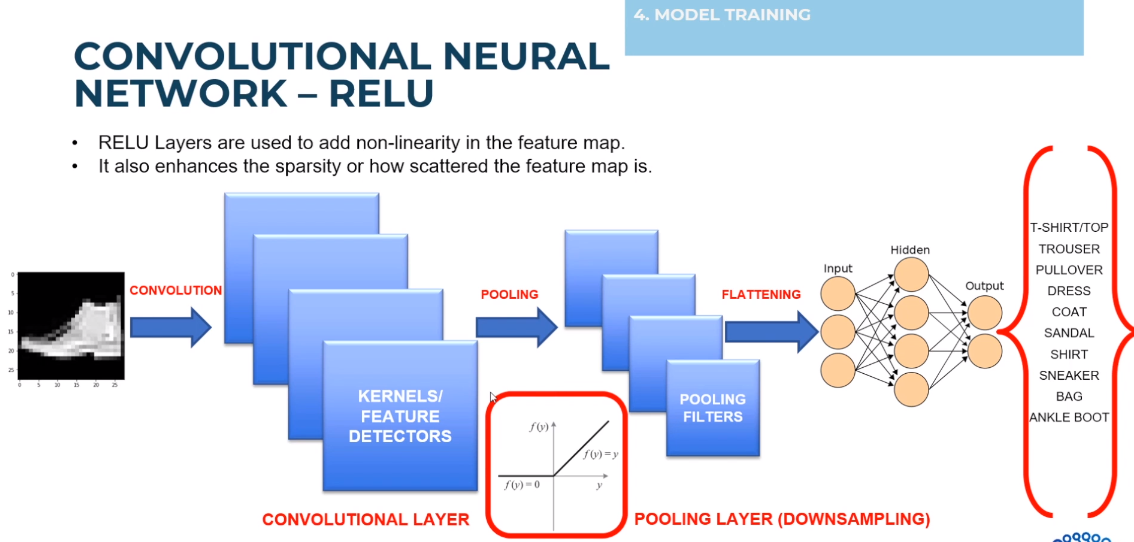 4. MODEL TRAINING
CONVOLUTIONAL NEURAL
NETWORK – RELU
• RELU Layers are used to add non-linearity in the feature map.
• It also enhances the sparsity or how scattered the feature map is.
CONVOLUTION
0
5
10
15
20
25
0 5 10 15 20 25
KERNELS/
FEATURE
DETECTORS
CONVOLUTIONAL LAYER
f(y)
f(y) = y
f(y) = 0
y
POOLING
POOLING
FILTERS
POOLING LAYER (DOWNSAMPLING)
FLATTENING
Input
Hidden
Output
T-SHIRT/TOP
TROUSER
PULLOVER
DRESS
COAT
SANDAL
SHIRT
SNEAKER
BAG
ANKLE BOOT